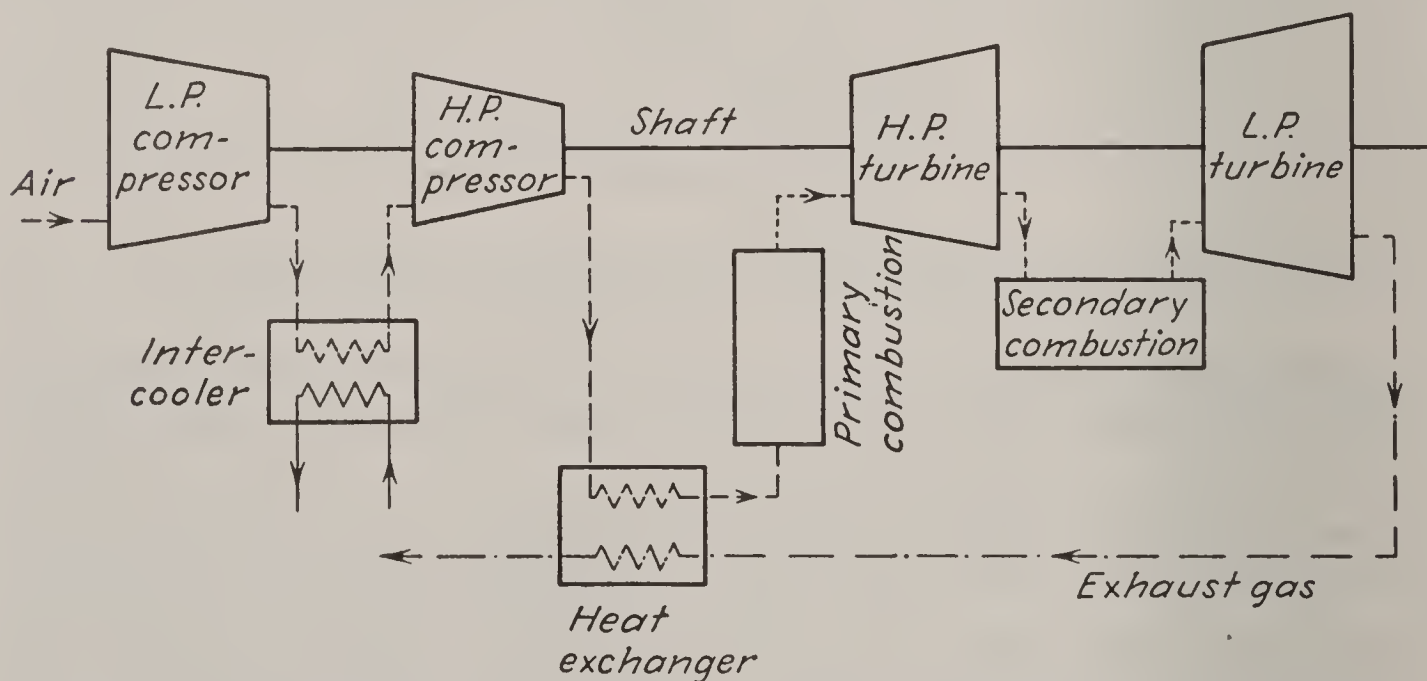 L.P.
com-
pressor
H.P.
com-
pressor
Shaft
H.P.
turbine
L.P.
turbine
Air
Inter-
cooler
Primary
combustion
Secondary
combustion
Exhaust gas
Heat
exchanger